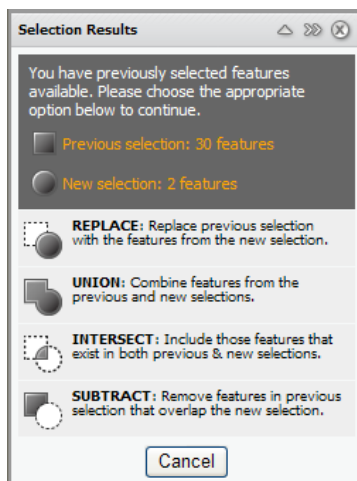 Selection Results
You have previously selected features
available. Please choose the appropriate
option below to continue.
Previous selection: 30 features
New selection: 2 features
REPLACE: Replace previous selection
with the features from the new selection.
UNION: Combine features from the
previous and new selections.
INTERSECT: Include those features that
exist in both previous & new selections.
SUBTRACT: Remove features in previous
selection that overlap the new selection.
Cancel